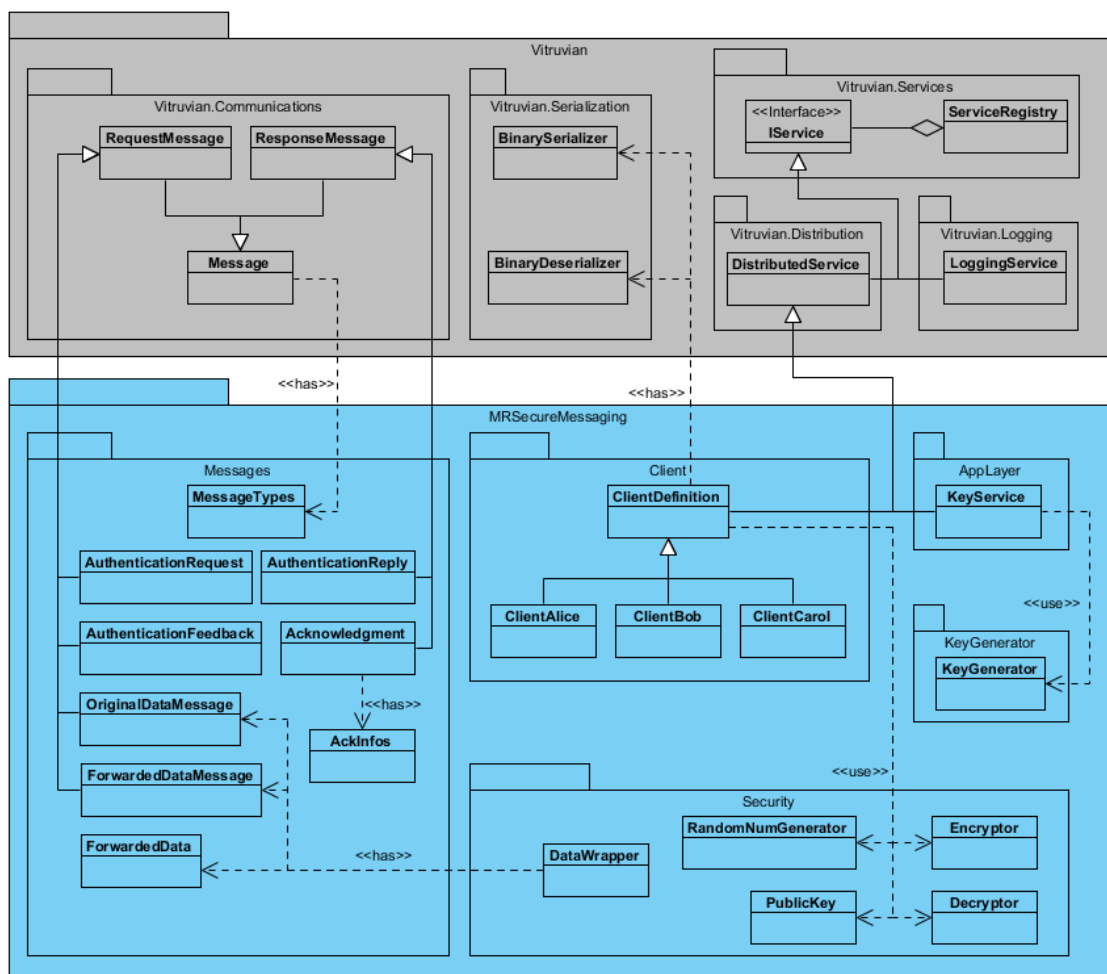 Vitruvian
Vitruvian.Communications
RequestMessage
ResponseMessage
Message
Vitruvian.Serialization
BinarySerializer
BinaryDeserializer
Vitruvian.Services
<<Interface>>
IService
ServiceRegistry
Vitruvian.Distribution
DistributedService
Vitruvian.Logging
LoggingService
<<has>>
<<has>>
MRSecureMessaging
Messages
MessageTypes
AuthenticationRequest
AuthenticationReply
AuthenticationFeedback
Acknowledgment
OriginalDataMessage
<<has>>
AckInfos
ForwardedDataMessage
ForwardedData
<<has>>
Client
ClientDefinition
ClientAlice
ClientBob
ClientCarol
AppLayer
KeyService
<<use>>
KeyGenerator
KeyGenerator
<<use>>
Security
RandomNumGenerator
Encryptor
DataWrapper
PublicKey
Decryptor